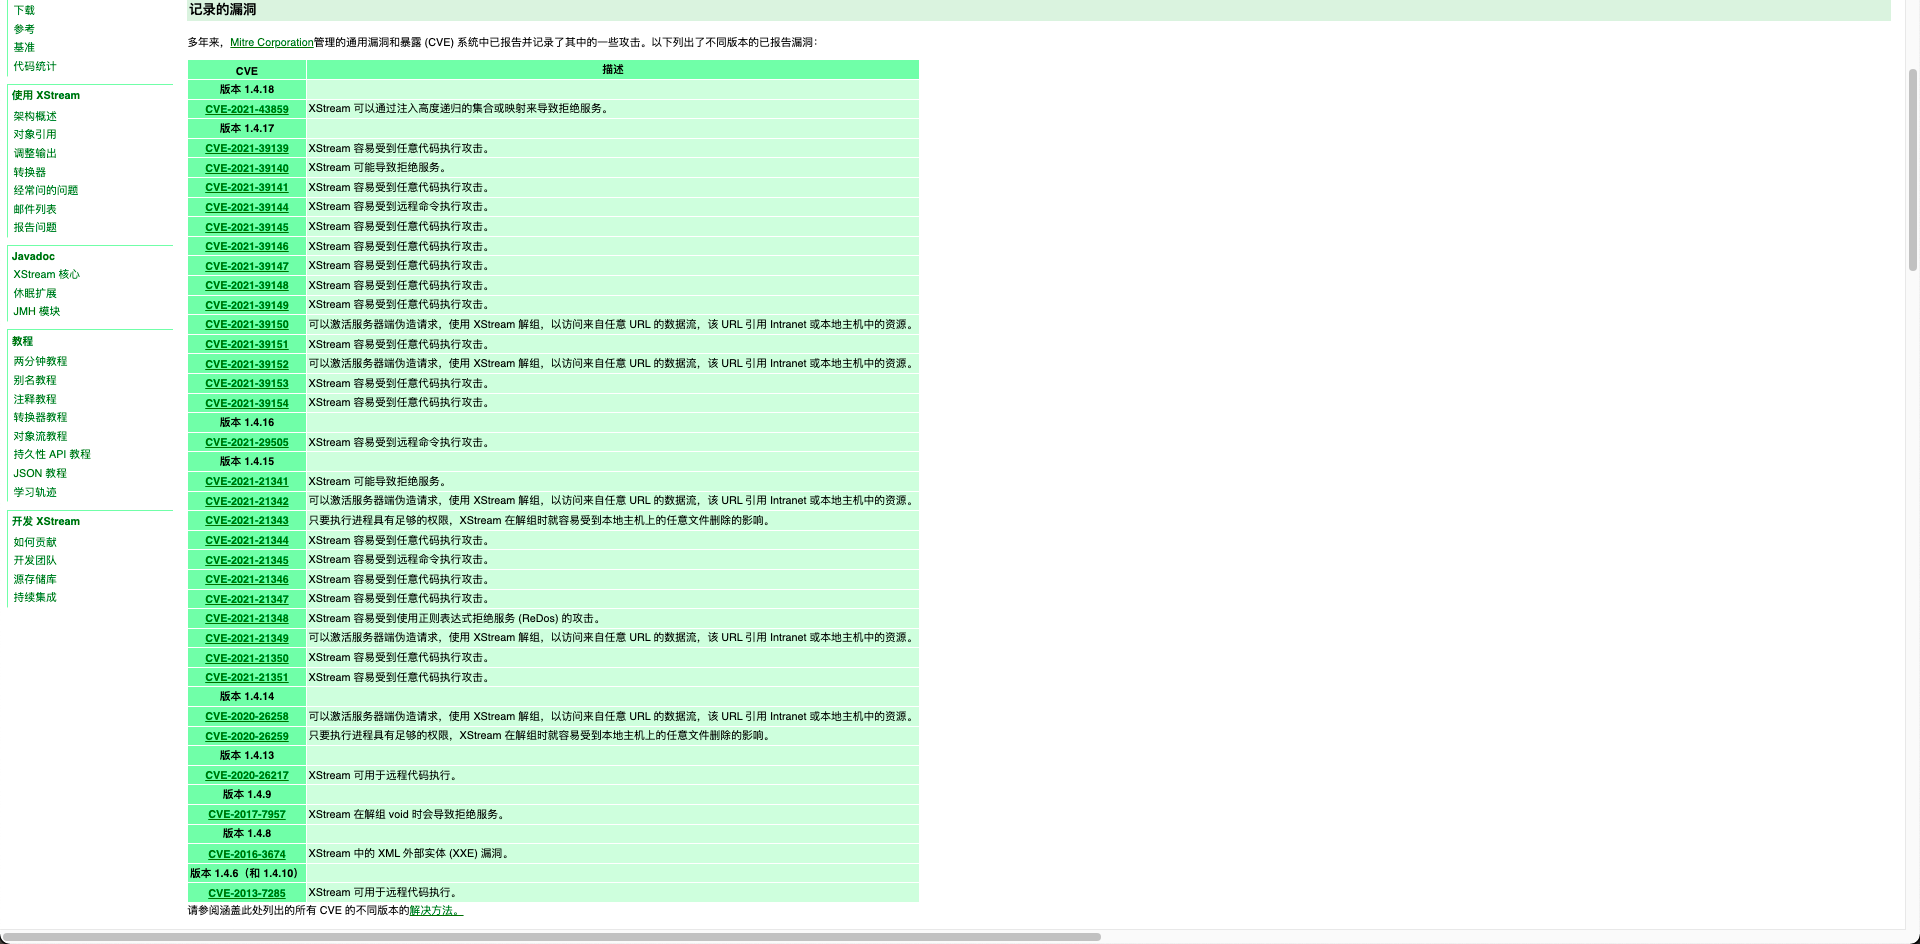 下载
参考
基准
代码统计
使用 XStream
架构概述
对象引用
调整输出
转换器
经常问的问题
邮件列表
报告问题
Javadoc
XStream 核心
休眠扩展
JMH 模块
教程
两分钟教程
别名教程
注释教程
转换器教程
对象流教程
持久性 API 教程
JSON 教程
学习轨迹
开发 XStream
如何贡献
开发团队
源存储库
持续集成
记录的漏洞
多年来，Mitre Corporation管理的通用漏洞和暴露 (CVE) 系统中已报告并记录了其中的一些攻击。以下列出了不同版本的已报告漏洞：
CVE 描述
版本 1.4.18
CVE-2021-43859 XStream 可以通过注入高度递归的集合或映射来导致拒绝服务。
版本 1.4.17
CVE-2021-39139 XStream 容易受到任意代码执行攻击。
CVE-2021-39140 XStream 可能导致拒绝服务。
CVE-2021-39141 XStream 容易受到任意代码执行攻击。
CVE-2021-39144 XStream 容易受到远程命令执行攻击。
CVE-2021-39145 XStream 容易受到任意代码执行攻击。
CVE-2021-39146 XStream 容易受到任意代码执行攻击。
CVE-2021-39147 XStream 容易受到任意代码执行攻击。
CVE-2021-39148 XStream 容易受到任意代码执行攻击。
CVE-2021-39149 XStream 容易受到任意代码执行攻击。
CVE-2021-39150 可以激活服务器端伪造请求，使用 XStream 解组，以访问来自任意 URL 的数据流，该 URL 引用 Intranet 或本地主机中的资源。
CVE-2021-39151 XStream 容易受到任意代码执行攻击。
CVE-2021-39152 可以激活服务器端伪造请求，使用 XStream 解组，以访问来自任意 URL 的数据流，该 URL 引用 Intranet 或本地主机中的资源。
CVE-2021-39153 XStream 容易受到任意代码执行攻击。
CVE-2021-39154 XStream 容易受到任意代码执行攻击。
版本 1.4.16
CVE-2021-29505 XStream 容易受到远程命令执行攻击。
版本 1.4.15
CVE-2021-21341 XStream 可能导致拒绝服务。
CVE-2021-21342 可以激活服务器端伪造请求，使用 XStream 解组，以访问来自任意 URL 的数据流，该 URL 引用 Intranet 或本地主机中的资源。
CVE-2021-21343 只要执行进程具有足够的权限，XStream 在解组时就容易受到本地主机上的任意文件删除的影响。
CVE-2021-21344 XStream 容易受到任意代码执行攻击。
CVE-2021-21345 XStream 容易受到远程命令执行攻击。
CVE-2021-21346 XStream 容易受到任意代码执行攻击。
CVE-2021-21347 XStream 容易受到任意代码执行攻击。
CVE-2021-21348 XStream 容易受到使用正则表达式拒绝服务 (ReDos) 的攻击。
CVE-2021-21349 可以激活服务器端伪造请求，使用 XStream 解组，以访问来自任意 URL 的数据流，该 URL 引用 Intranet 或本地主机中的资源。
CVE-2021-21350 XStream 容易受到任意代码执行攻击。
CVE-2021-21351 XStream 容易受到任意代码执行攻击。
版本 1.4.14
CVE-2020-26258 可以激活服务器端伪造请求，使用 XStream 解组，以访问来自任意 URL 的数据流，该 URL 引用 Intranet 或本地主机中的资源。
CVE-2020-26259 只要执行进程具有足够的权限，XStream 在解组时就容易受到本地主机上的任意文件删除的影响。
版本 1.4.13
CVE-2020-26217 XStream 可用于远程代码执行。
版本 1.4.9
CVE-2017-7957 XStream 在解组 void 时会导致拒绝服务。
版本 1.4.8
CVE-2016-3674 XStream 中的 XML 外部实体 (XXE) 漏洞。
版本 1.4.6（和 1.4.10）
CVE-2013-7285 XStream 可用于远程代码执行。
请参阅涵盖此处列出的所有 CVE 的不同版本的解决方法。